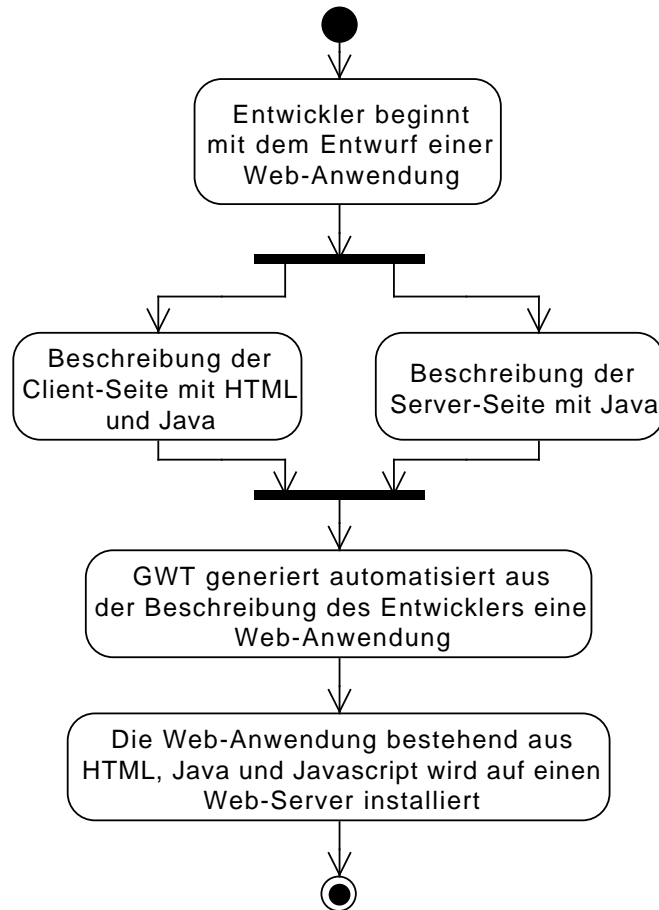 Entwickler beginnt
mit dem Entwurf einer
Web-Anwendung
Beschreibung der
Client-Seite mit HTML
und Java
Beschreibung der
Server-Seite mit Java
GWT generiert automatisiert aus
der Beschreibung des Entwicklers eine
Web-Anwendung
Die Web-Anwendung bestehend aus
HTML, Java und Javascript wird auf einen
Web-Server installiert